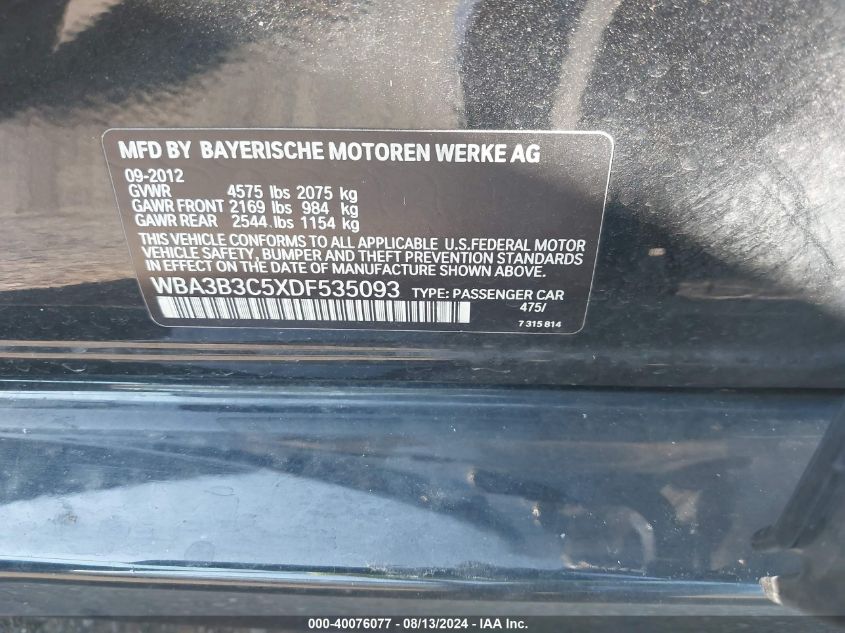 MFD BY BAYERISCHE MOTOREN WERKE AG
09-2012
GVWR 4575 lbs 2075 kg
GAWR FRONT 2169 lbs 984 kg
GAWR REAR 2544 lbs 1154 kg
THIS VEHICLE CONFORMS TO ALL APPLICABLE U.S.FEDERAL MOTOR
VEHICLE SAFETY, BUMPER AND THEFT PREVENTION STANDARDS
IN EFFECT ON THE DATE OF MANUFACTURE SHOWN ABOVE.
WBA3B3C5XDF535093 TYPE: PASSENGER CAR
475/
7 315 814
000-40076077 - 08/13/2024 - IAA Inc.